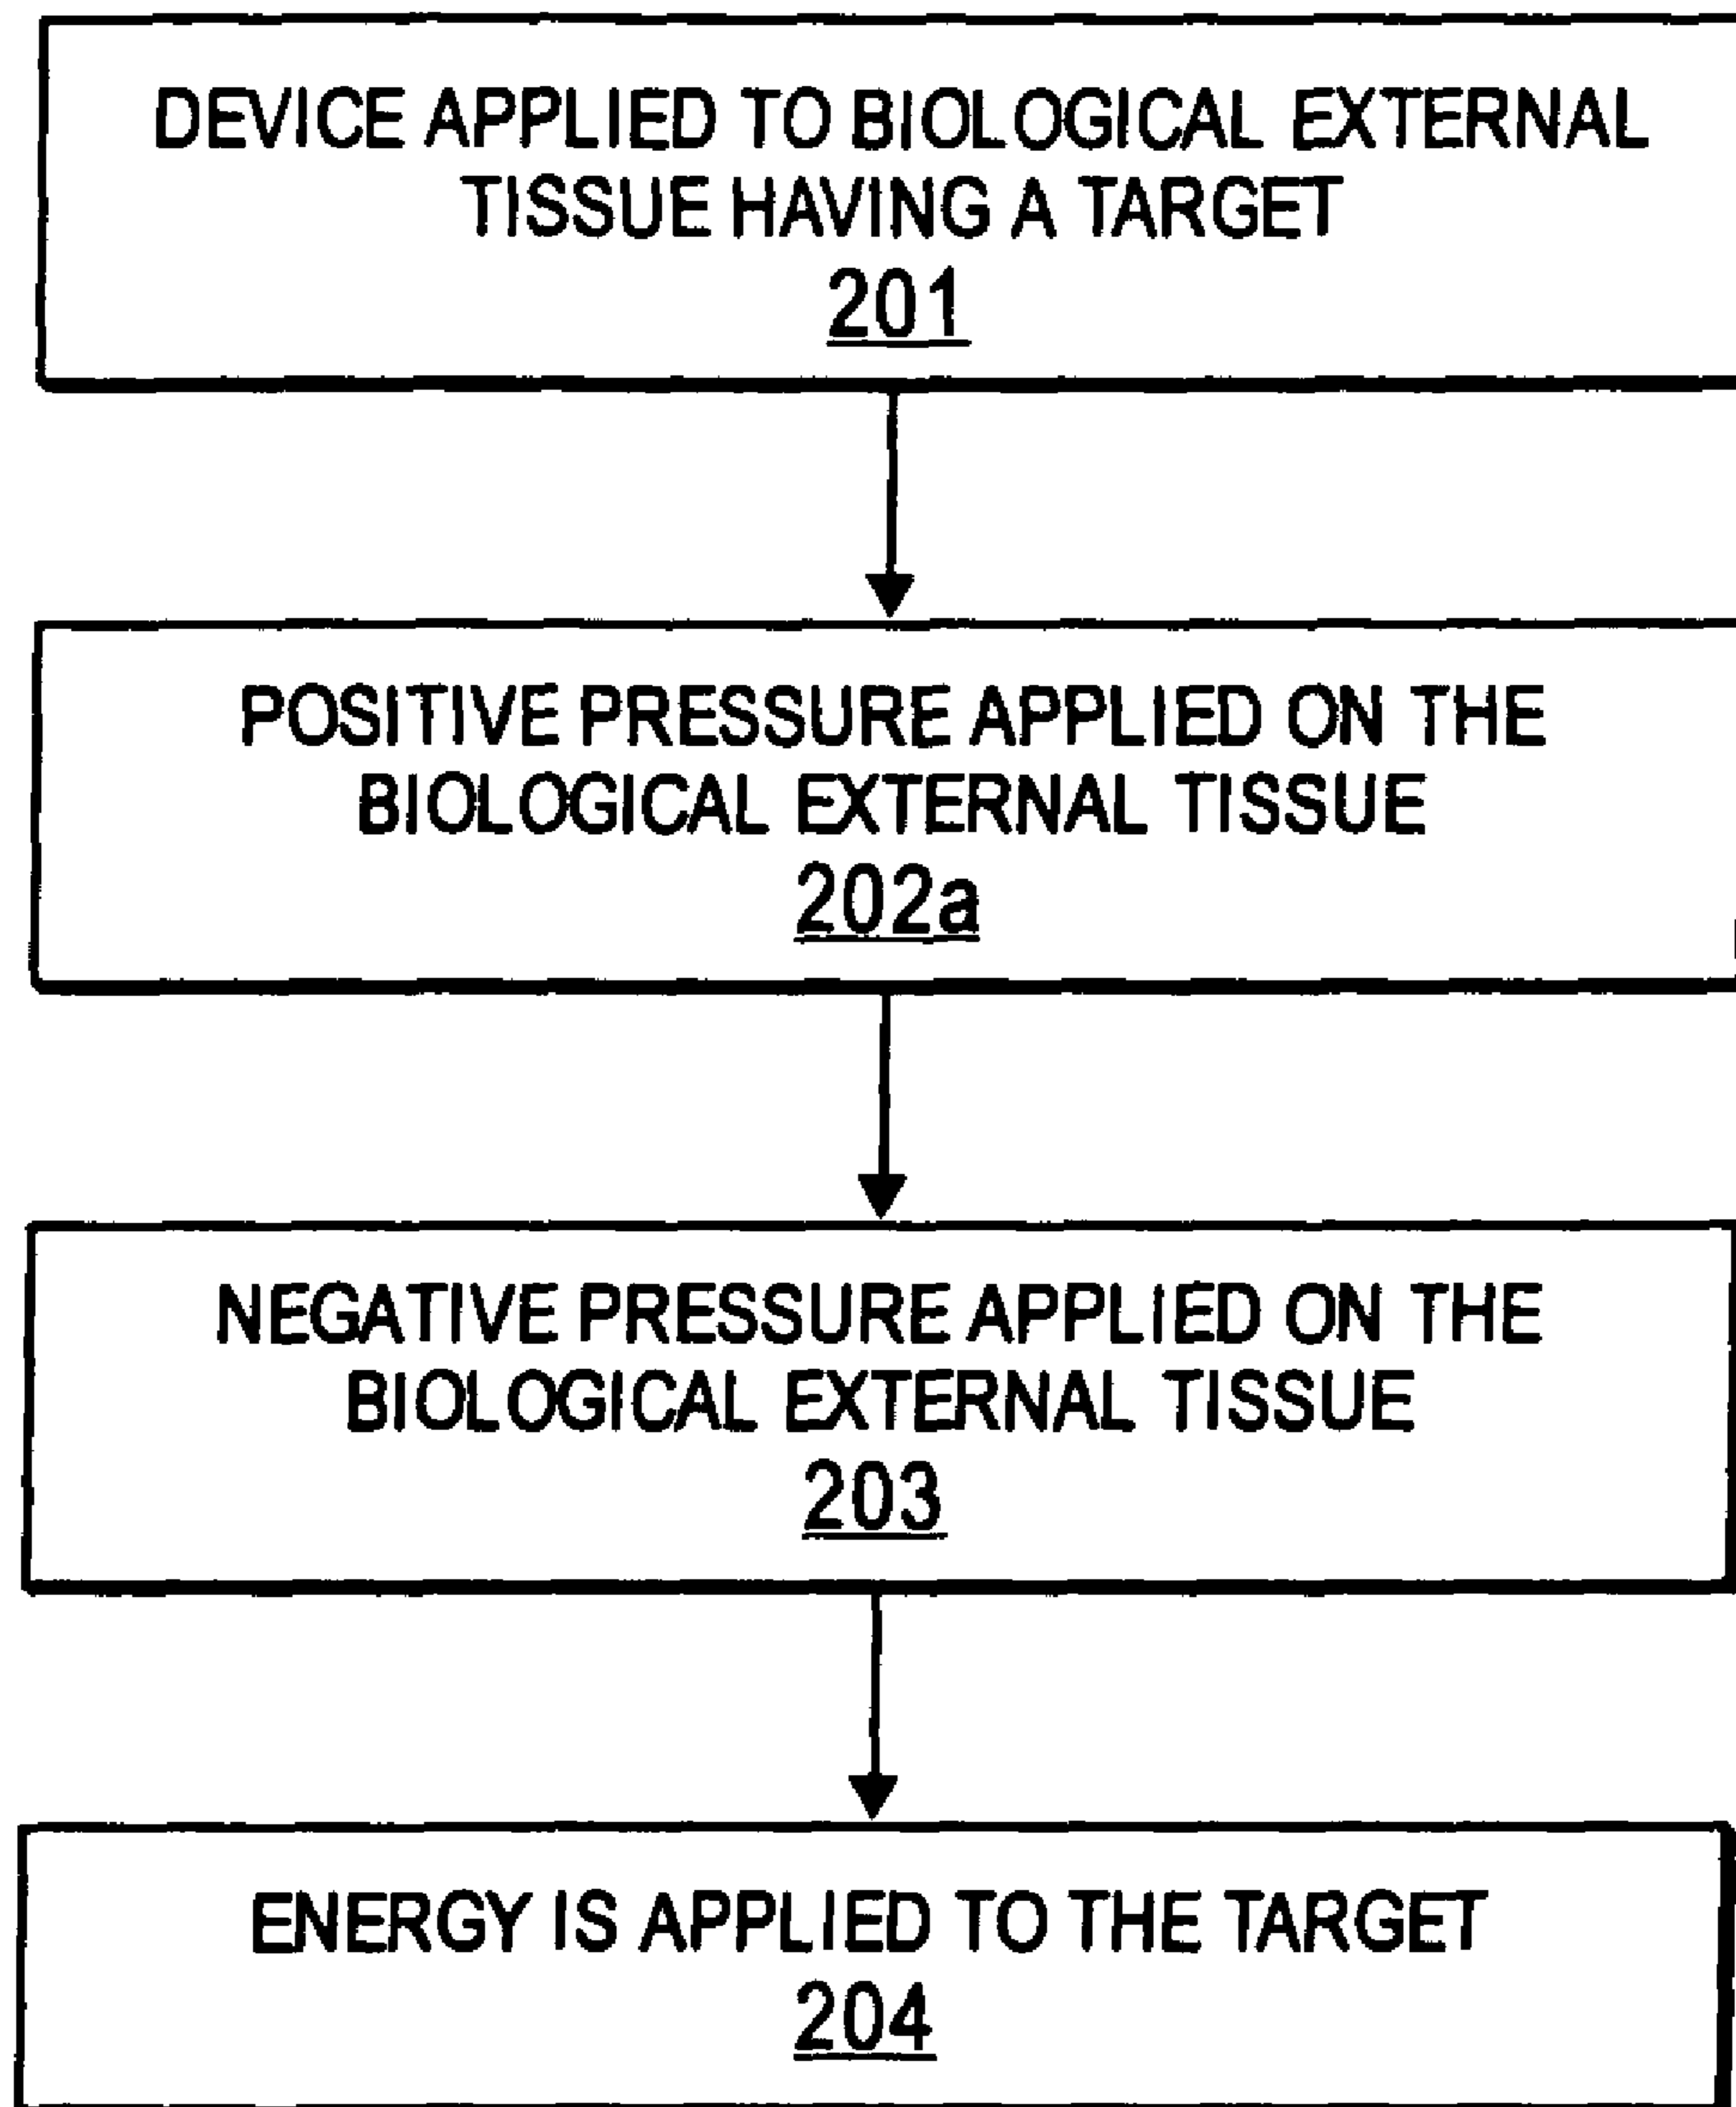 DEVICE APPLIED TO BIOLOGICAL EXTERNAL
TISSUE HAVING A TARGET
201
POSITIVE PRESSURE APPLIED ON THE
BIOLOGICAL EXTERNAL TISSUE
202a
NEGATIVE PRESSURE APPLIED ON THE
BIOLOGICAL EXTERNAL TISSUE
203
ENERGY IS APPLIED TO THE TARGET
204